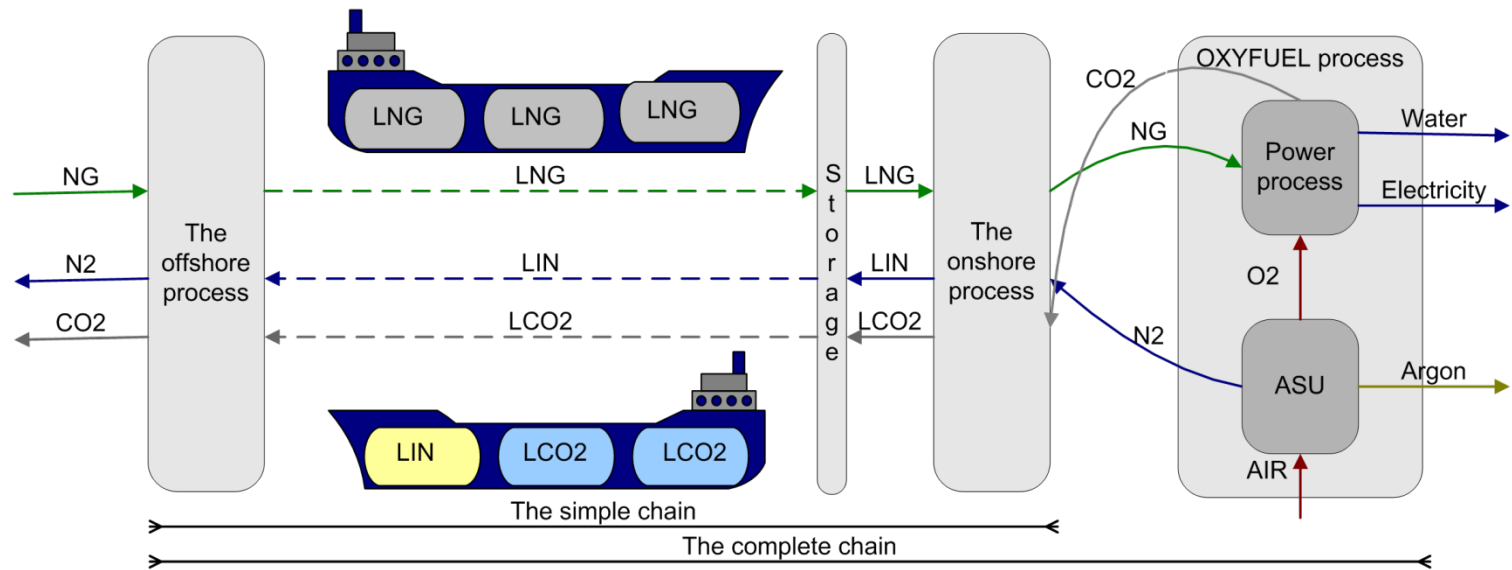 OXYFUEL process
CO2
LNG
LNG
LNG
NG
Water
Power
process
Electricity
NG
LNG
LNG
Storage
The
offshore
process
The
onshore
process
N2
LIN
LIN
O2
CO2
LCO2
LCO2
N2
ASU
Argon
LIN
LCO2
LCO2
AIR
The simple chain
The complete chain